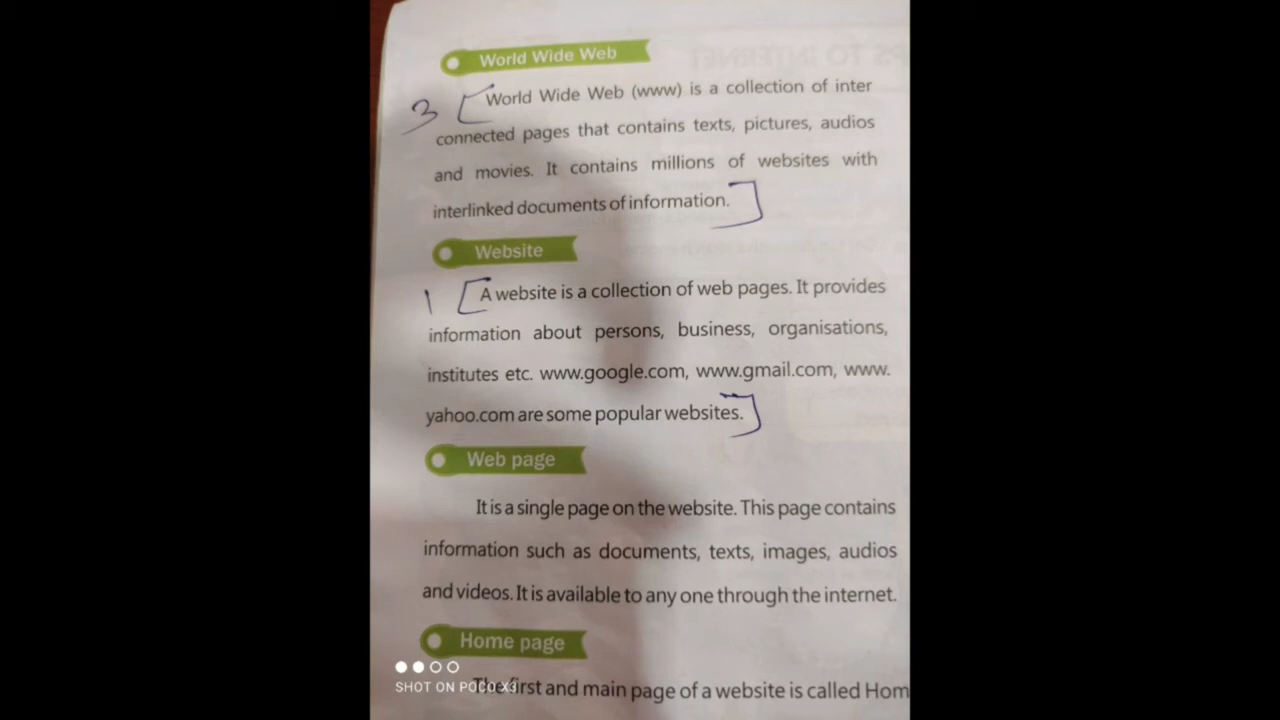 World Wide Web
3 World Wide Web (www) is a collection of inter
connected pages that contains texts, pictures, audios
and movies. It contains millions of websites with
interlinked documents of information.
Website
1 A website is a collection of web pages. It provides
information about persons, business, organisations,
institutes etc. www.google.com, www.gmail.com, www.
yahoo.com are some popular websites.
Web page
It is a single page on the website. This page contains
information such as documents, texts, images, audios
and videos. It is available to any one through the internet.
Home page
The first and main page of a website is called Hom
SHOT ON POCO X3